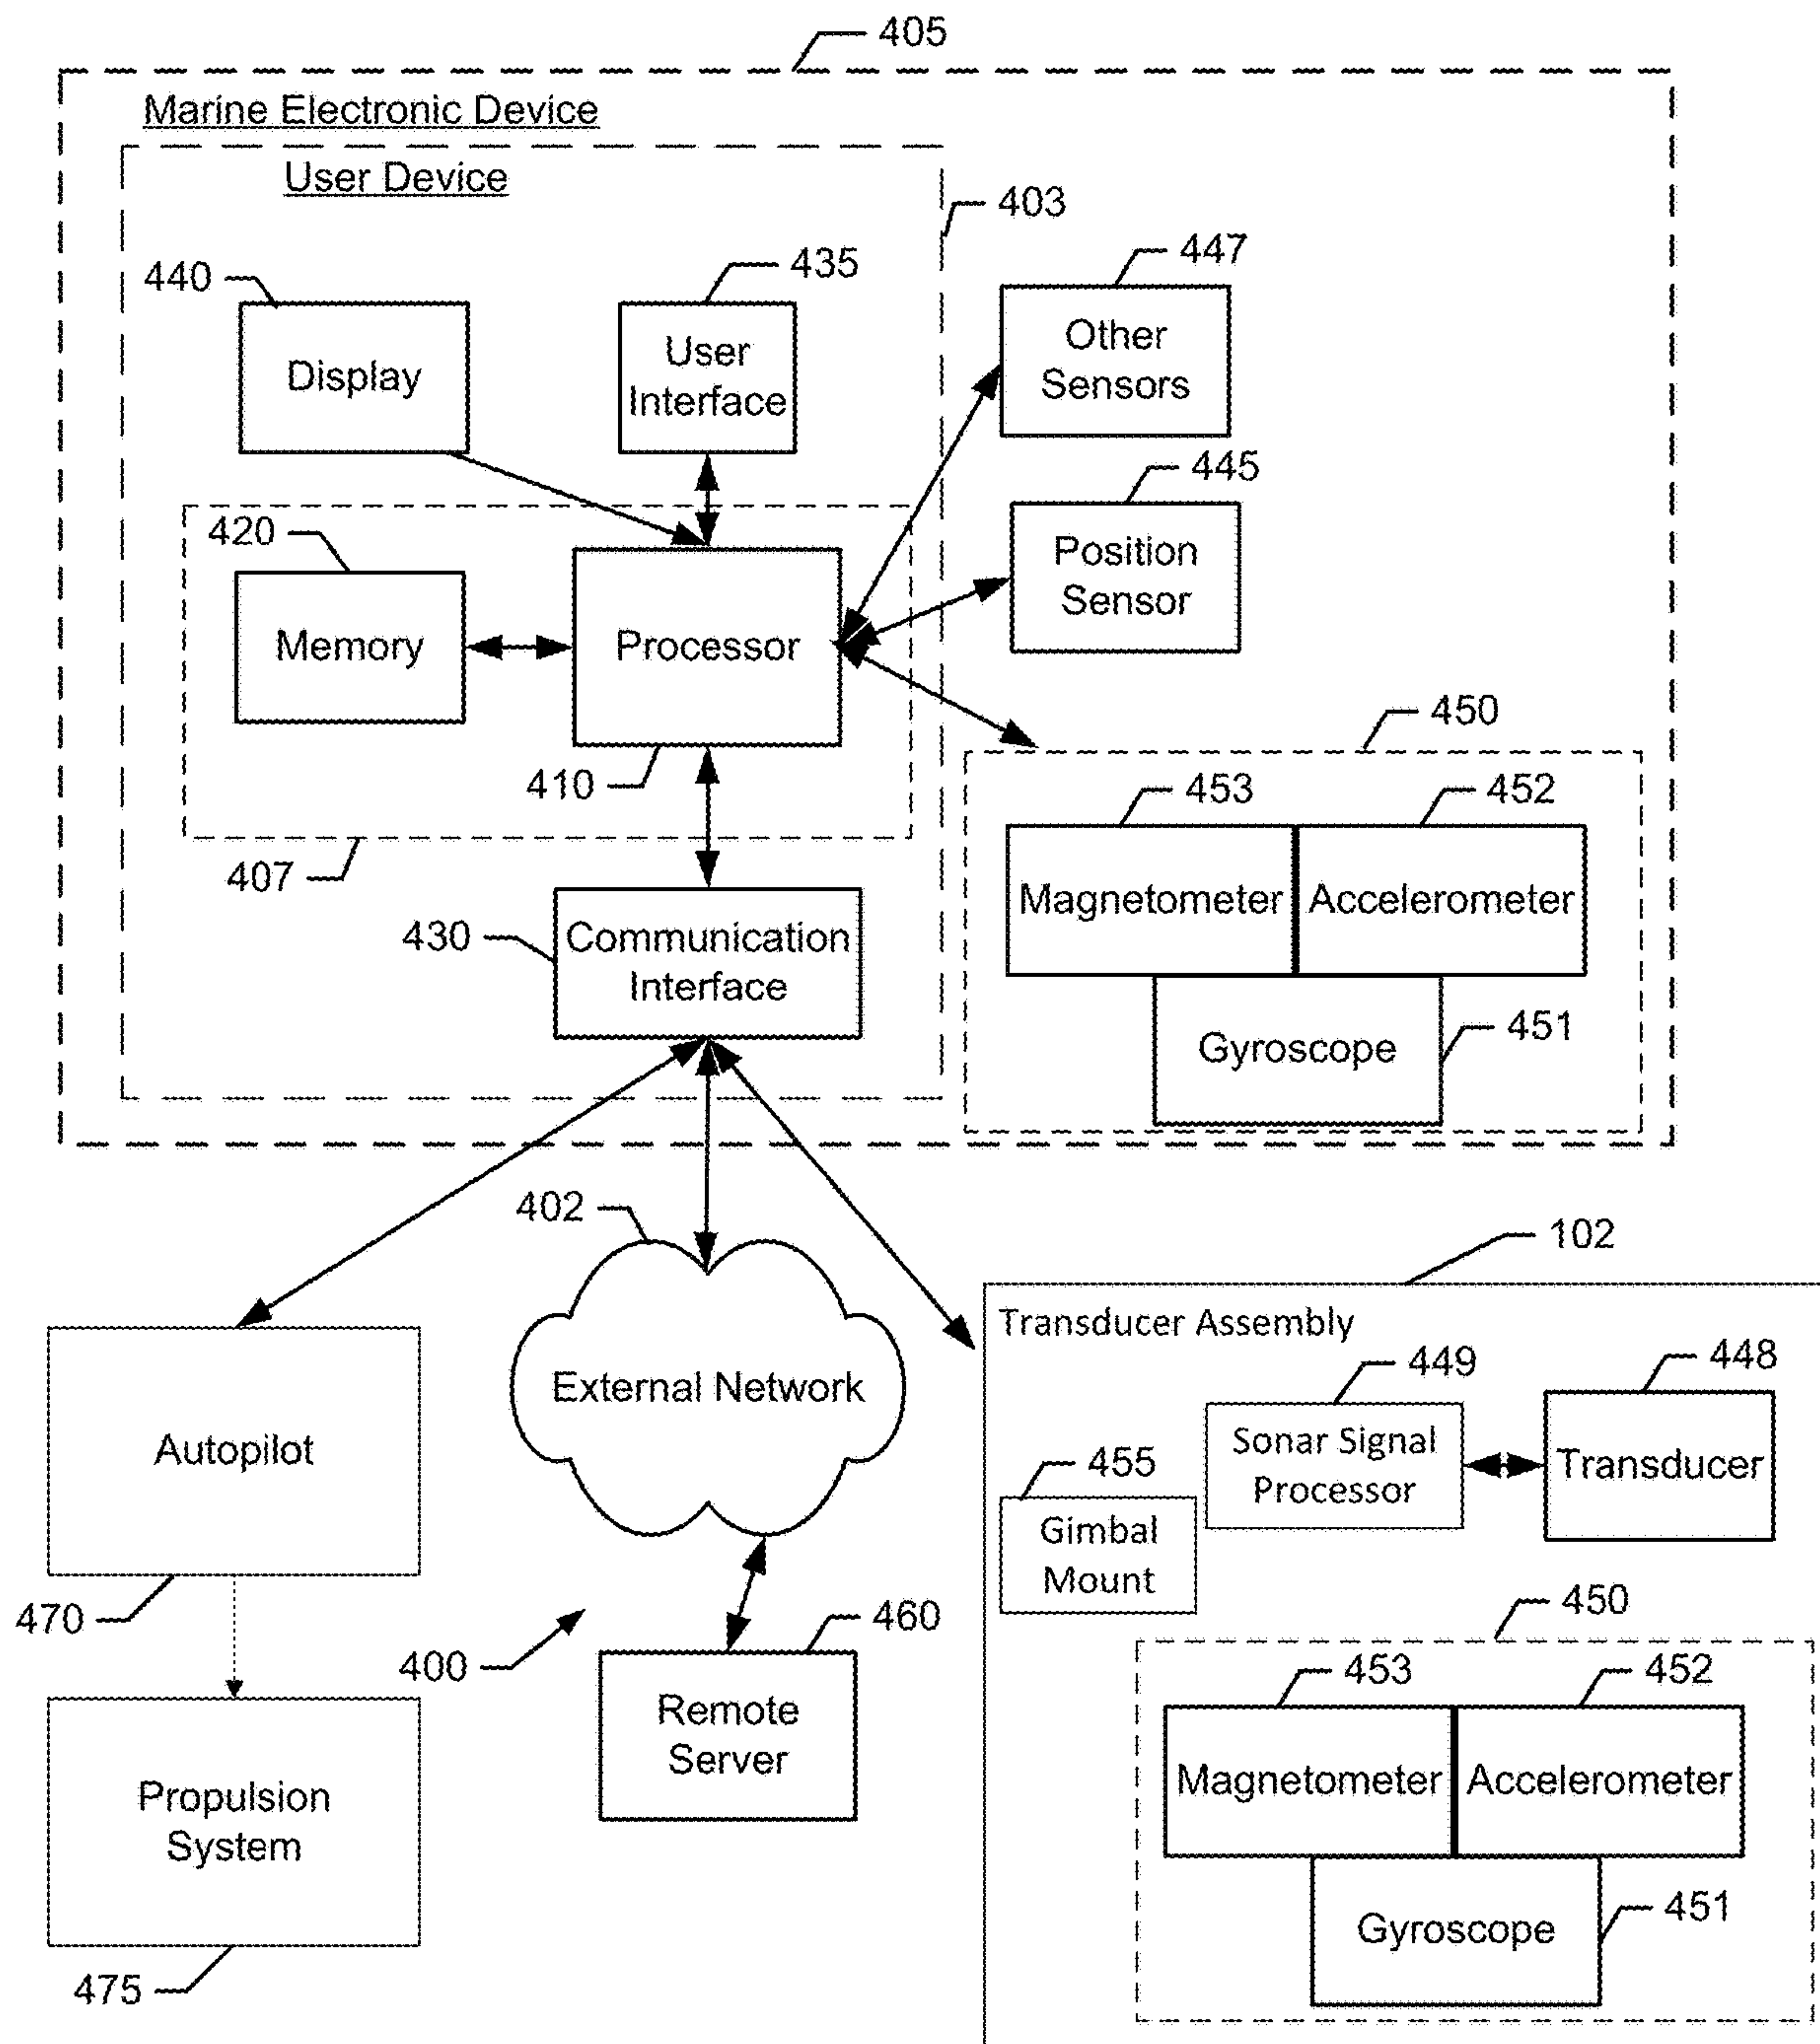 405
Marine Electronic Device
User Device
403
440
435
447
Display
User
Interface
Other
Sensors
445
420
Position
Sensor
Memory
Processor
410
407
450
453
452
Magnetometer
Accelerometer
430
Communication
Interface
Gyroscope
451
402
102
External Network
Transducer Assembly
449
448
Sonar Signal
Processor
Transducer
455
Gimbal
Mount
Autopilot
470
400
460
Remote
Server
450
453
452
Magnetometer
Accelerometer
Gyroscope
451
Propulsion
System
475